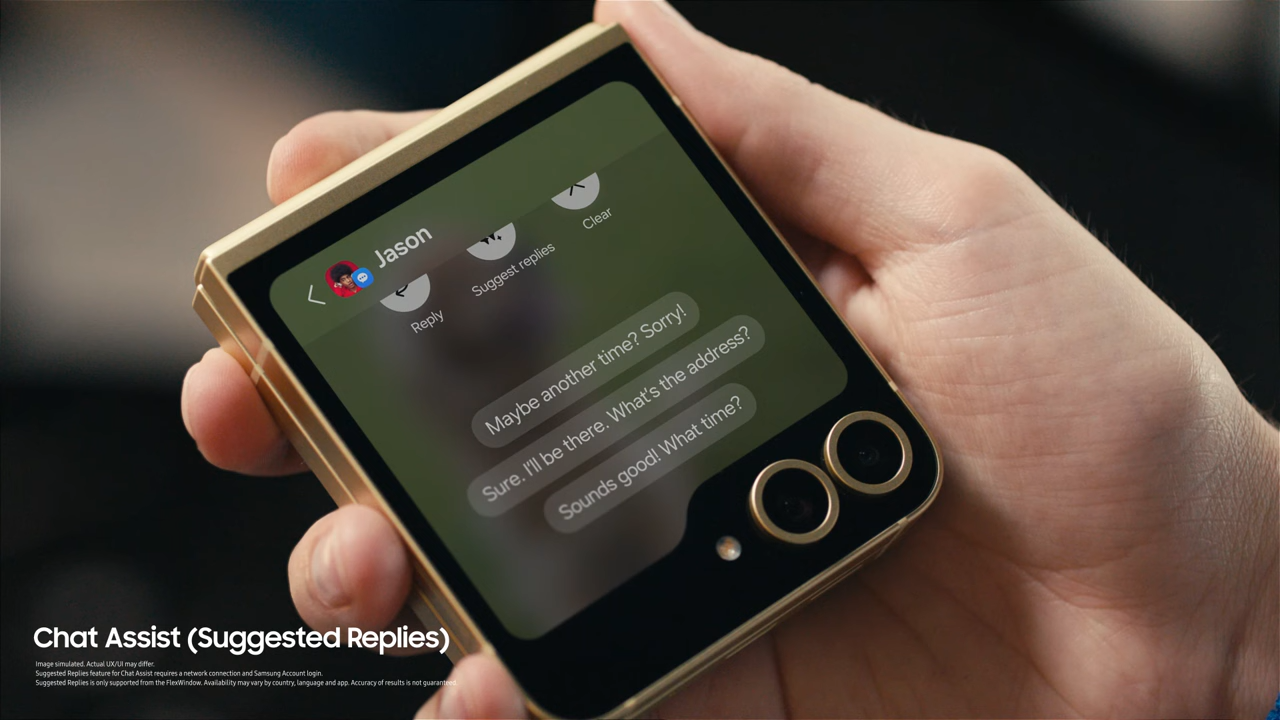 Jason
Reply
Suggest replies
Clear
Maybe another time? Sorry!
Sure. I'll be there. What's the address?
Sounds good! What time?
Chat Assist (Suggested Replies)
Image simulated. Actual UX/UI may differ.
Suggested Replies feature for Chat Assist requires a network connection and Samsung Account login.
Suggested Replies is only supported from the FlexWindow. Availability may vary by country, language and app. Accuracy of results is not guaranteed.